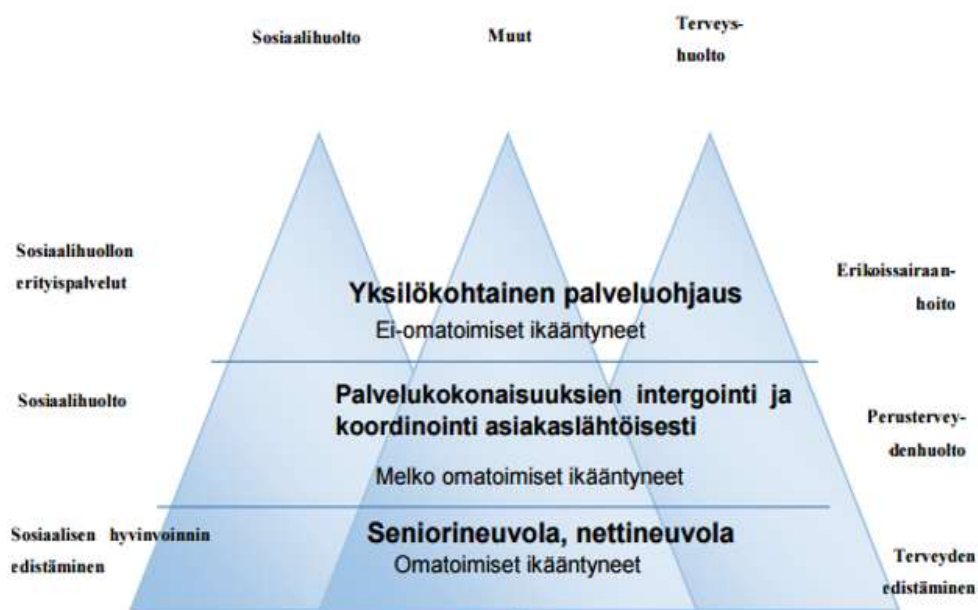 Sosiaalihuolto
Muut
Terveys-
huolto
Sosiaalihuollon
erityispalvelut
Yksilökohtainen palveluohjaus
Ei-omatoimiset ikääntyneet
Erikoissairaan-
hoito
Sosiaalihuolto
Palvelukokonaisuuksien intergointi ja
koordinointi asiakaslähtöisesti
Melko omatoimiset ikääntyneet
Perustervey-
denhuolto
Sosiaalisen hyvinvoinnin
edistäminen
Seniorineuvola, nettineuvola
Omatoimiset ikääntyneet
Terveyden
edistäminen